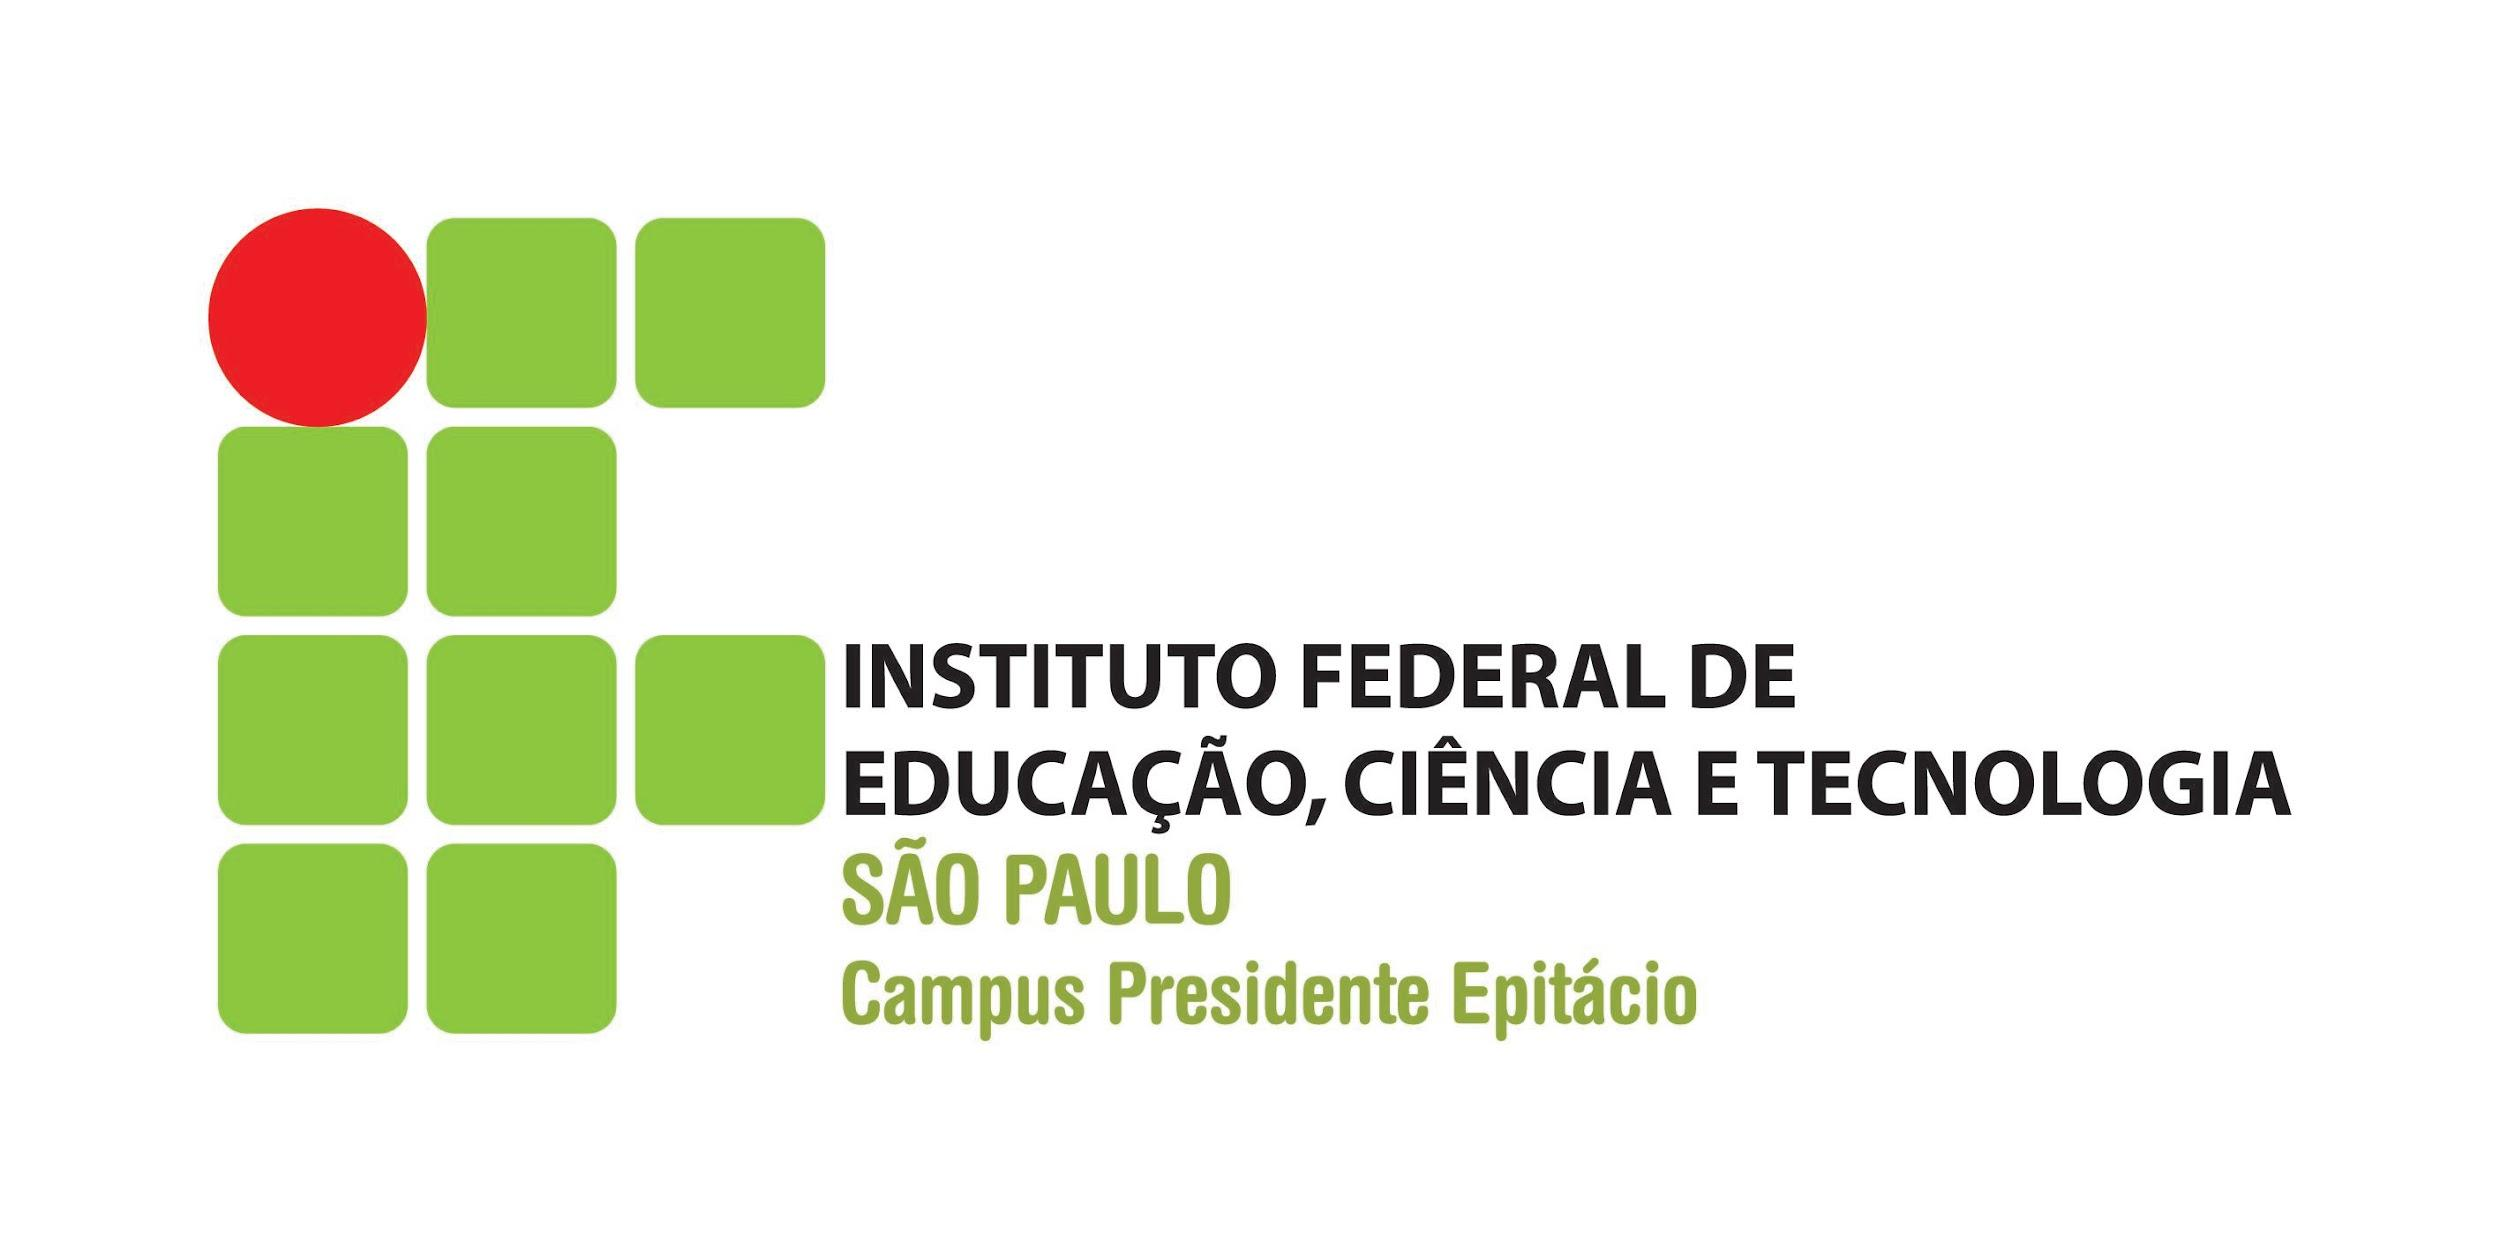 INSTITUTO FEDERAL DE
EDUCAÇÃO, CIÊNCIA E TECNOLOGIA
SÃO PAULO
Campus Presidente Epitácio